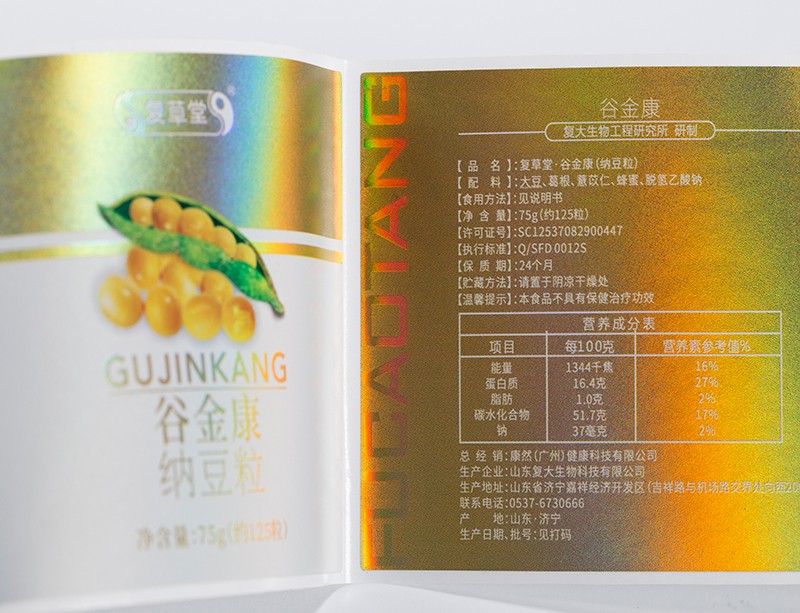 复草堂
®
GUJINKANG
谷金康
纳豆粒
净含量:75g(约125粒)
FUCAOTANG
谷金康
复大生物工程研究所 研制
【品 名】:复草堂·谷金康(纳豆粒)
【配 料】:大豆、葛根、薏苡仁、蜂蜜、脱氢乙酸钠
【食用方法】:见说明书
【净 含 量】:75g(约125粒)
【许可证号】:SC12537082900447
【执行标准】:Q/SFD 0012S
【保 质 期】:24个月
【贮藏方法】:请置于阴凉干燥处
【温馨提示】:本食品不具有保健治疗功效
营养成分表
项目 每100克 营养素参考值%
能量 1344千焦 16%
蛋白质 16.4克 27%
脂肪 1.0克 2%
碳水化合物 51.7克 17%
钠 37毫克 2%
总 经 销:康然(广州)健康科技有限公司
生产企业:山东复大生物科技有限公司
生产地址:山东省济宁嘉祥经济开发区(吉祥路与机场路交界处向西20
联系电话:0537-6730666
产 地:山东·济宁
生产日期、批号:见打码